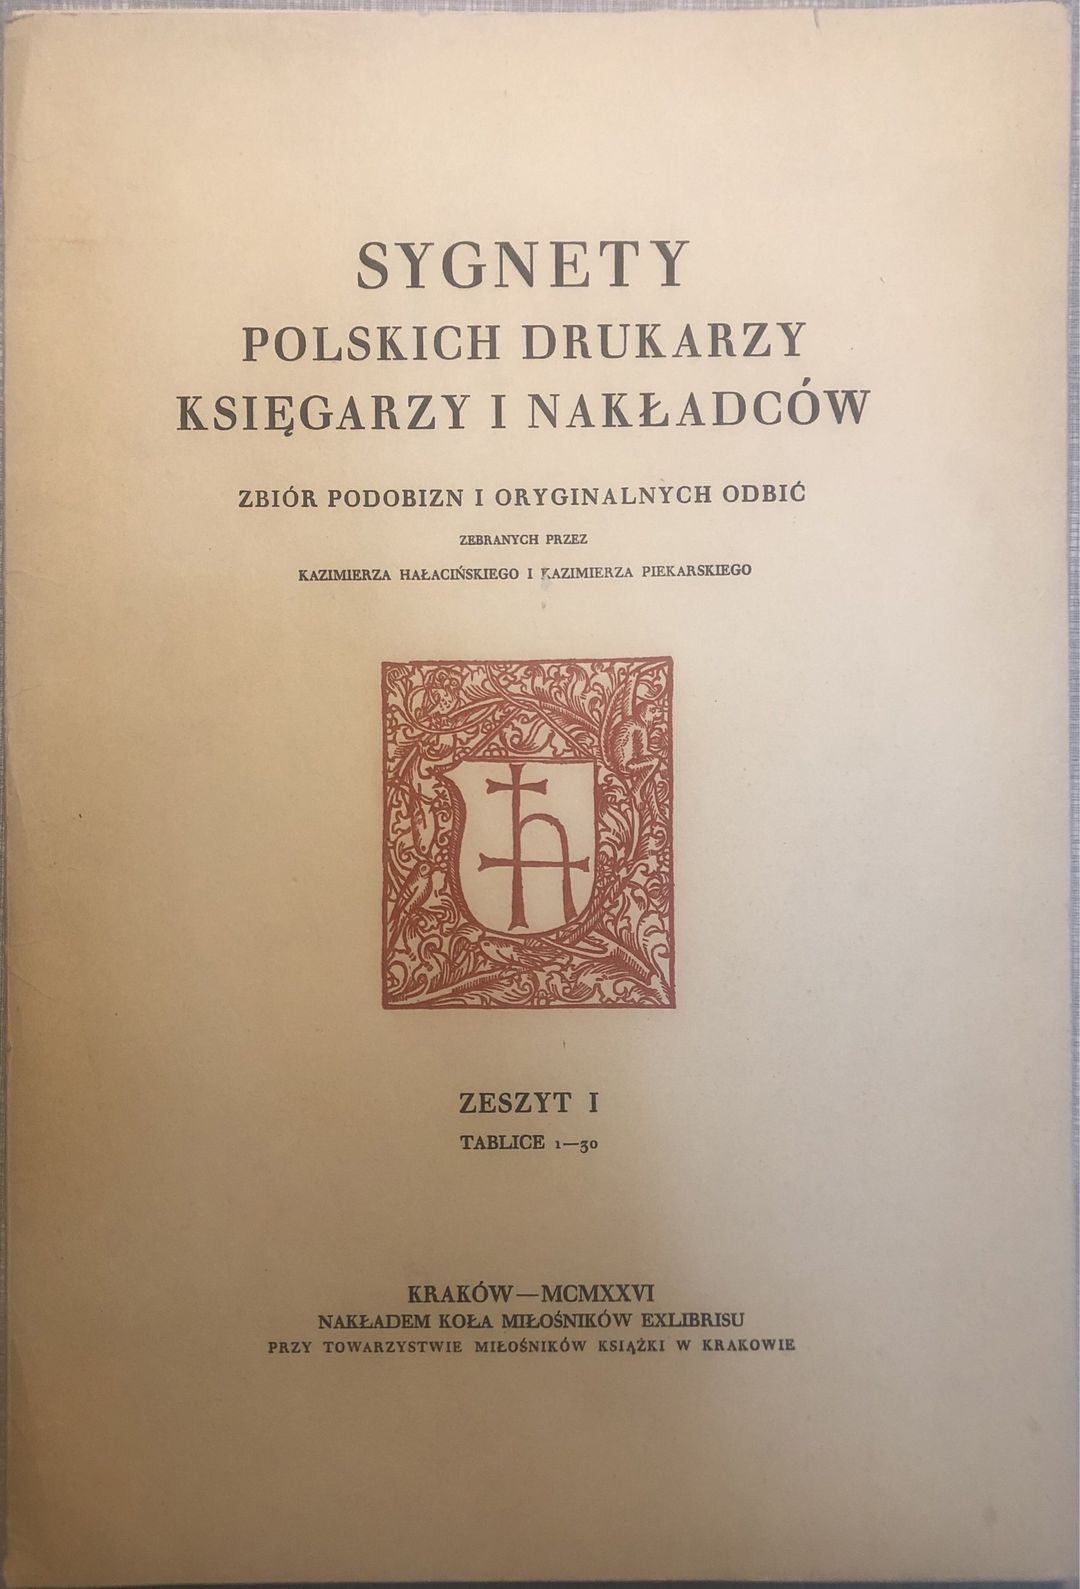 SYGNETY
POLSKICH DRUKARZY
KSIĘGARZY I NAKŁADCÓW
ZBIÓR PODOBIZN I ORYGINALNYCH ODBIĆ
ZEBRANYCH PRZEZ
KAZIMIERZA HAŁACIŃSKIEGO I KAZIMIERZA PIEKARSKIEGO
ZESZYT I
TABLICE 1—30
KRAKÓW—MCMXXVI
NAKŁADEM KOŁA MIŁOŚNIKÓW EXLIBRISU
PRZY TOWARZYSTWIE MIŁOŚNIKÓW KSIĄŻKI W KRAKOWIE